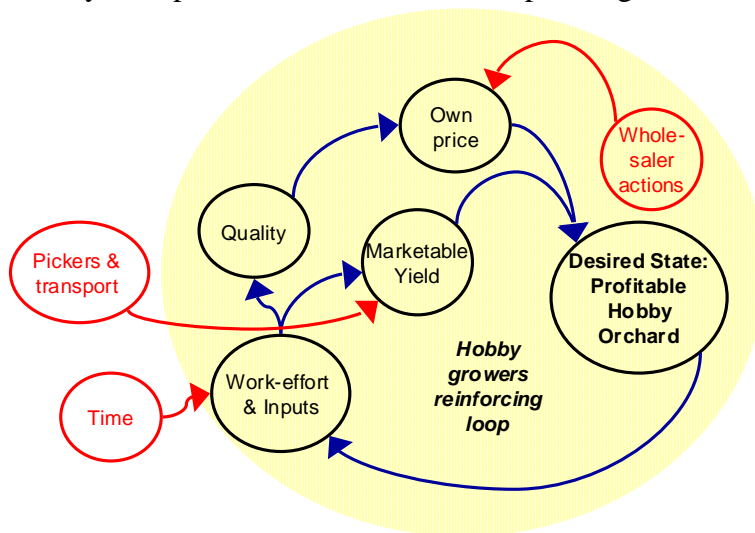 Own
price
Whole-
saler
actions
Quality
Marketable
Yield
Pickers &
transport
Desired State:
Profitable
Hobby
Orchard
Hobby
growers
reinforcing
loop
Work-effort
& Inputs
Time